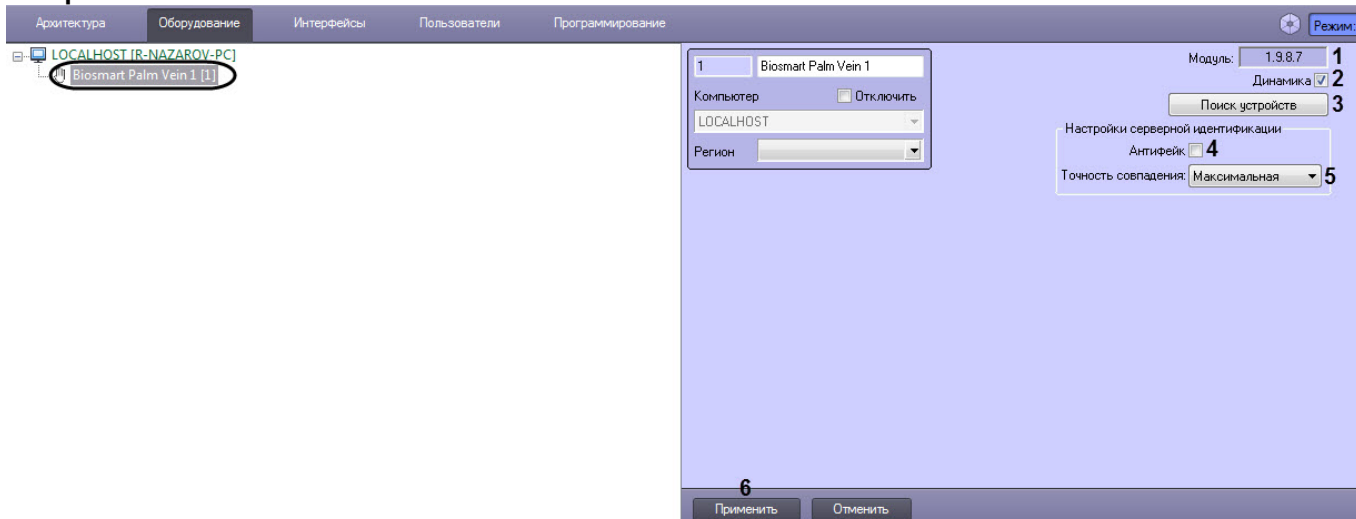 Архитектура Оборудование Интерфейсы Пользователи Программирование Режим:
LOCALHOST [R-NAZAROV-PC]
Biosmart Palm Vein 1 [1]
1 Biosmart Palm Vein 1
Компьютер Отключить
LOCALHOST
Регион
Модуль: 1.9.8.7 1
Динамика 2
Поиск устройств 3
Настройки серверной идентификации
Антифейк 4
Точность совпадения: Максимальная 5
6
Применить Отменить